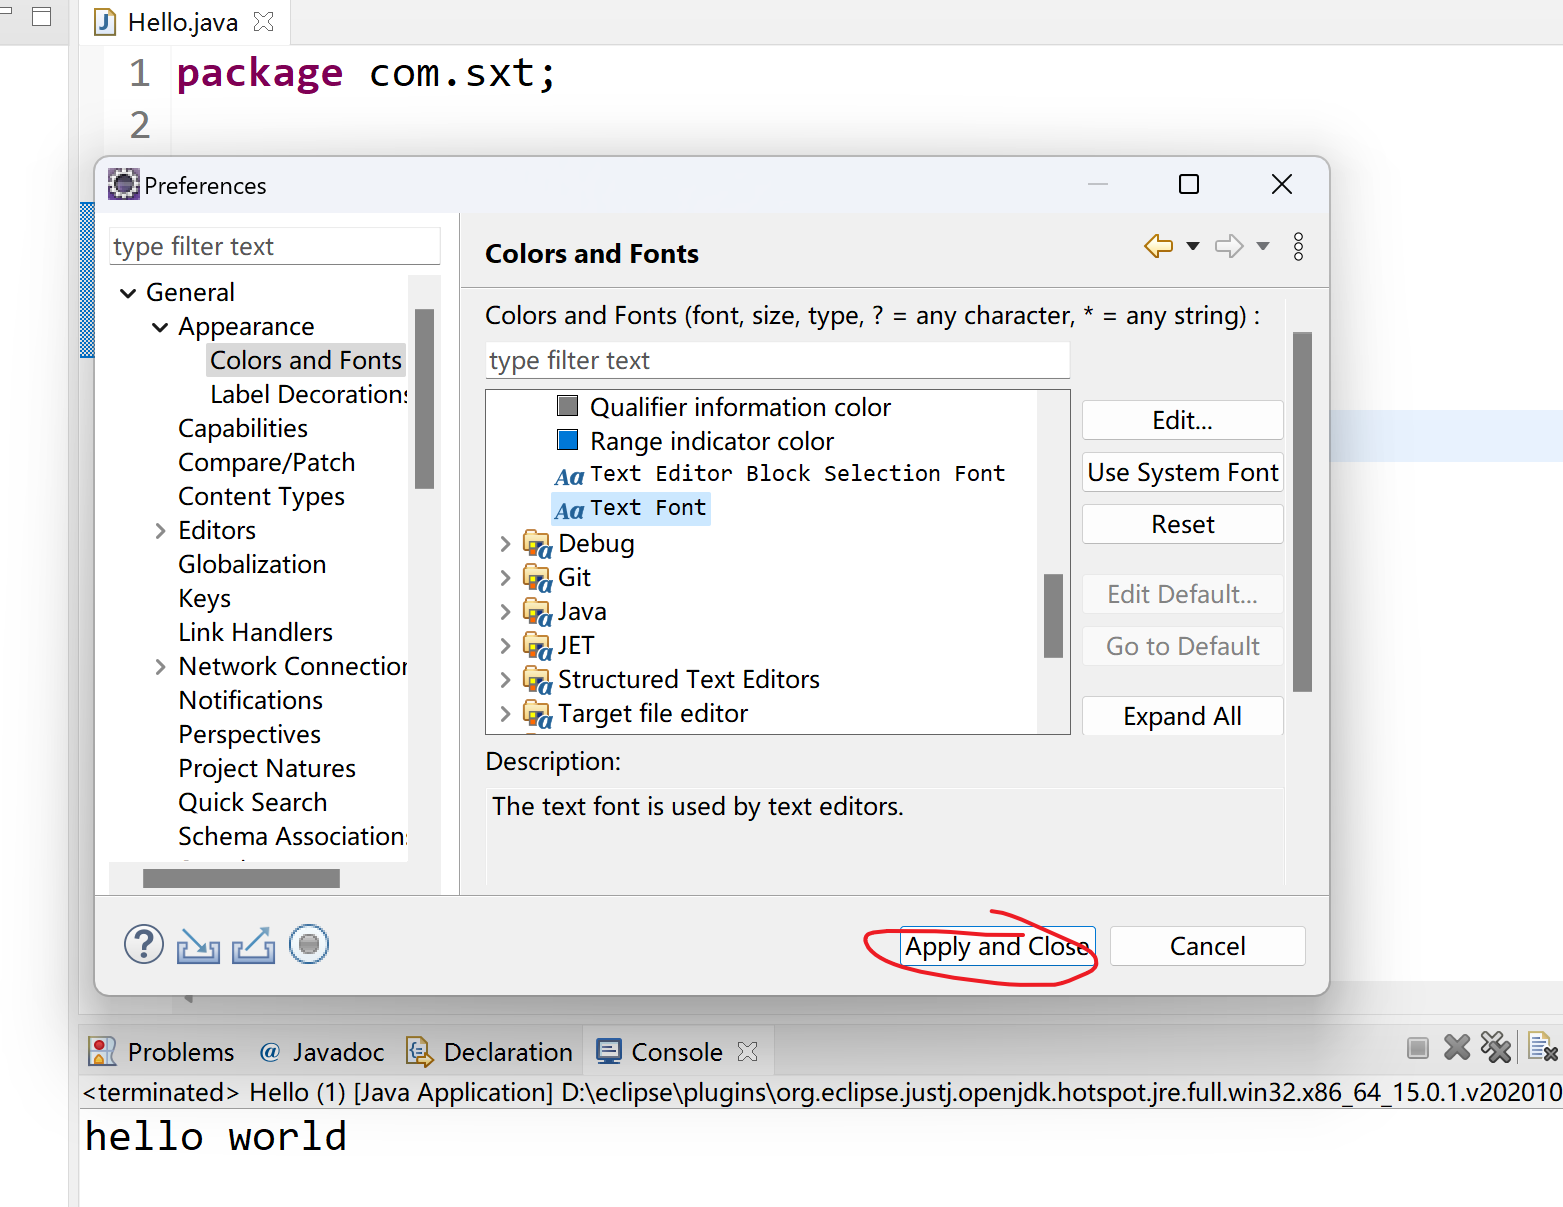 Hello.java
1 package com.sxt;
2
Preferences
type filter text
General
Appearance
Colors and Fonts
Label Decorations
Capabilities
Compare/Patch
Content Types
Editors
Globalization
Keys
Link Handlers
Network Connection
Notifications
Perspectives
Project Natures
Quick Search
Schema Associations
Colors and Fonts
Colors and Fonts (font, size, type, ? = any character, * = any string) :
type filter text
Qualifier information color
Range indicator color
Aa Text Editor Block Selection Font
Aa Text Font
Debug
Git
Java
JET
Structured Text Editors
Target file editor
Edit...
Use System Font
Reset
Edit Default...
Go to Default
Expand All
Description:
The text font is used by text editors.
Apply and Close
Cancel
Problems @ Javadoc Declaration Console
<terminated> Hello (1) [Java Application] D:\eclipse\plugins\org.eclipse.justj.openjdk.hotspot.jre.full.win32.x86_64_15.0.1.v202010
hello world